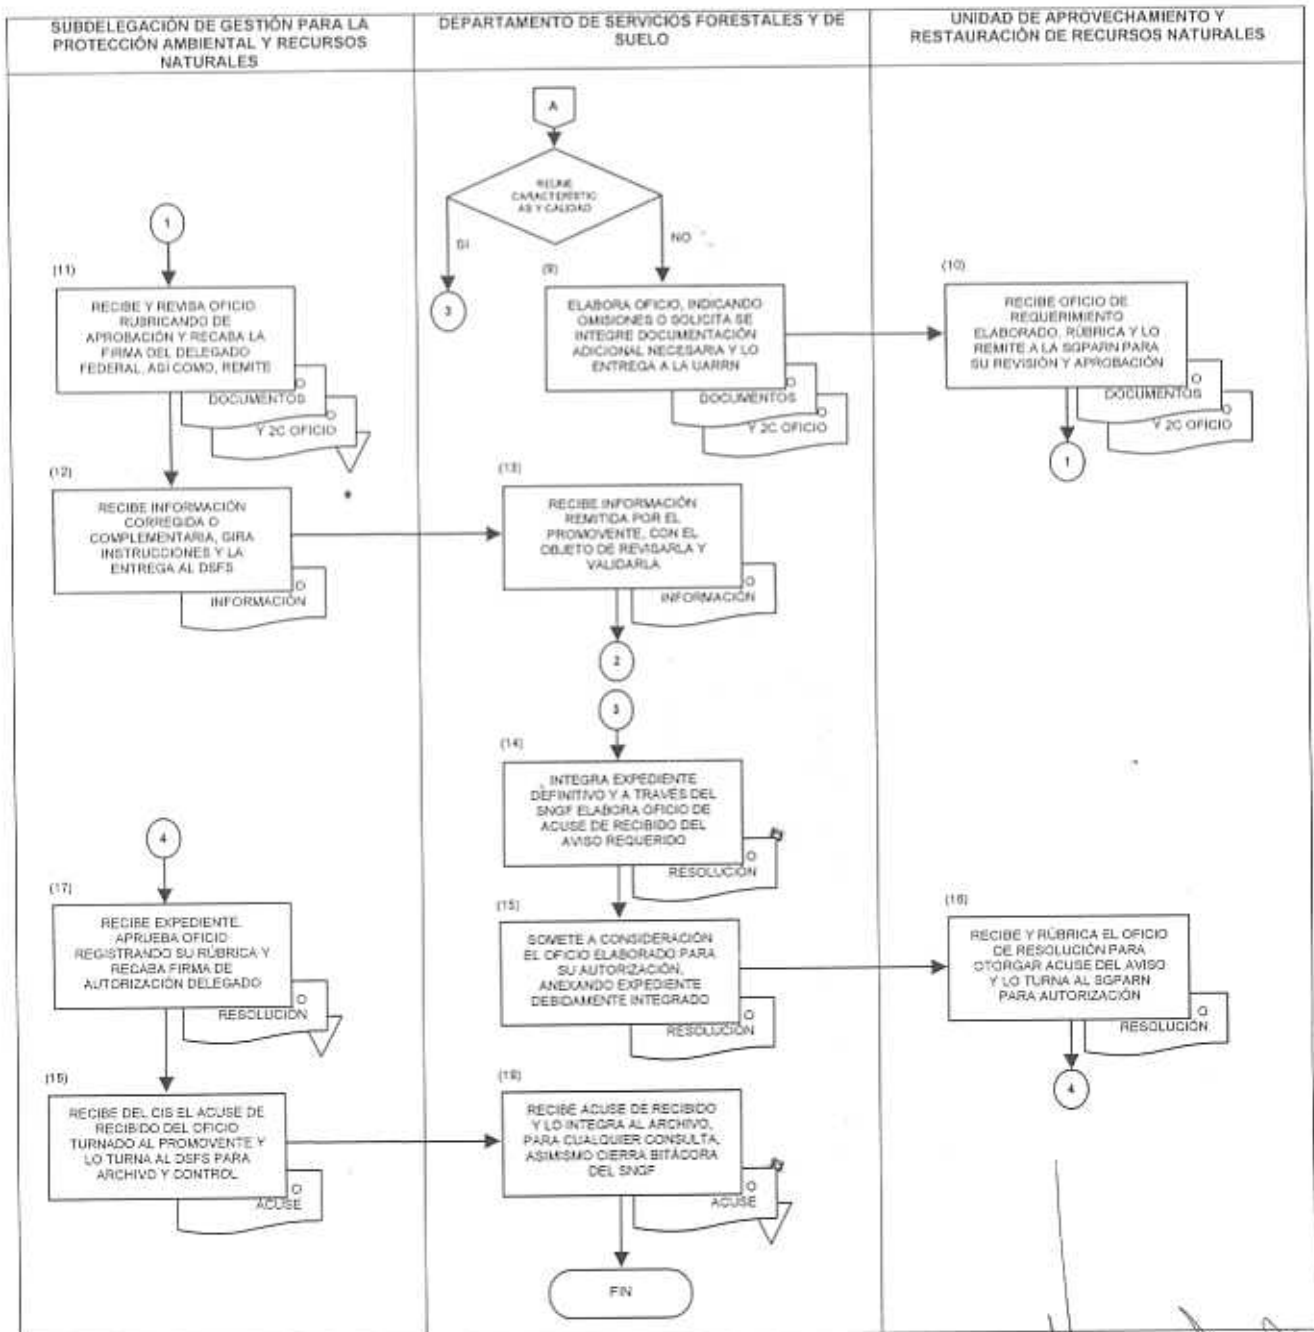 SUBDELEGACIÓN DE GESTIÓN PARA LA
PROTECCIÓN AMBIENTAL Y RECURSOS
NATURALES
DEPARTAMENTO DE SERVICIOS FORESTALES Y DE
SUELO
UNIDAD DE APROVECHAMIENTO Y
RESTAURACIÓN DE RECURSOS NATURALES
A
REUNE
CARACTERÍSTIC
AS Y CALIDAD
SI
NO
3
1
(11)
RECIBE Y REVISA OFICIO
RUBRICANDO DE
APROBACIÓN Y RECABA LA
FIRMA DEL DELEGADO
FEDERAL, ASÍ COMO, REMITE
O
DOCUMENTOS
O
Y 2C OFICIO
*
(9)
ELABORA OFICIO, INDICANDO
OMISIONES O SOLICITA SE
INTEGRE DOCUMENTACIÓN
ADICIONAL NECESARIA Y LO
ENTREGA A LA UARRN
O
DOCUMENTOS
O
Y 2C OFICIO
(10)
RECIBE OFICIO DE
REQUERIMIENTO
ELABORADO, RÚBRICA Y LO
REMITE A LA SGPARN PARA
SU REVISIÓN Y APROBACIÓN
O
DOCUMENTOS
O
Y 2C OFICIO
1
(12)
RECIBE INFORMACIÓN
CORREGIDA O
COMPLEMENTARIA, GIRA
INSTRUCCIONES Y LA
ENTREGA AL DSFS
O
INFORMACIÓN
(13)
RECIBE INFORMACIÓN
REMITIDA POR EL
PROMOVENTE, CON EL
OBJETO DE REVISARLA Y
VALIDARLA
O
INFORMACIÓN
2
3
(14)
INTEGRA EXPEDIENTE
DEFINITIVO Y A TRAVÉS DEL
SNGF ELABORA OFICIO DE
ACUSE DE RECIBIDO DEL
AVISO REQUERIDO
O
RESOLUCIÓN
4
(17)
RECIBE EXPEDIENTE,
APRUEBA OFICIO
REGISTRANDO SU RÚBRICA Y
RECABA FIRMA DE
AUTORIZACIÓN DELEGADO
O
RESOLUCIÓN
(15)
SOMETE A CONSIDERACIÓN
EL OFICIO ELABORADO PARA
SU AUTORIZACIÓN,
ANEXANDO EXPEDIENTE
DEBIDAMENTE INTEGRADO
O
RESOLUCIÓN
(16)
RECIBE Y RÚBRICA EL OFICIO
DE RESOLUCIÓN PARA
OTORGAR ACUSE DEL AVISO
Y LO TURNA AL SGPARN
PARA AUTORIZACIÓN
O
RESOLUCIÓN
4
RECIBE DEL CIS EL ACUSE DE
RECIBIDO DEL OFICIO
TURNADO AL PROMOVENTE Y
LO TURNA AL DSFS PARA
ARCHIVO Y CONTROL
O
ACUSE
(19)
RECIBE ACUSE DE RECIBIDO
Y LO INTEGRA AL ARCHIVO,
PARA CUALQUIER CONSULTA,
ASIMISMO CIERRA BITÁCORA
DEL SNGF
O
ACUSE
FIN